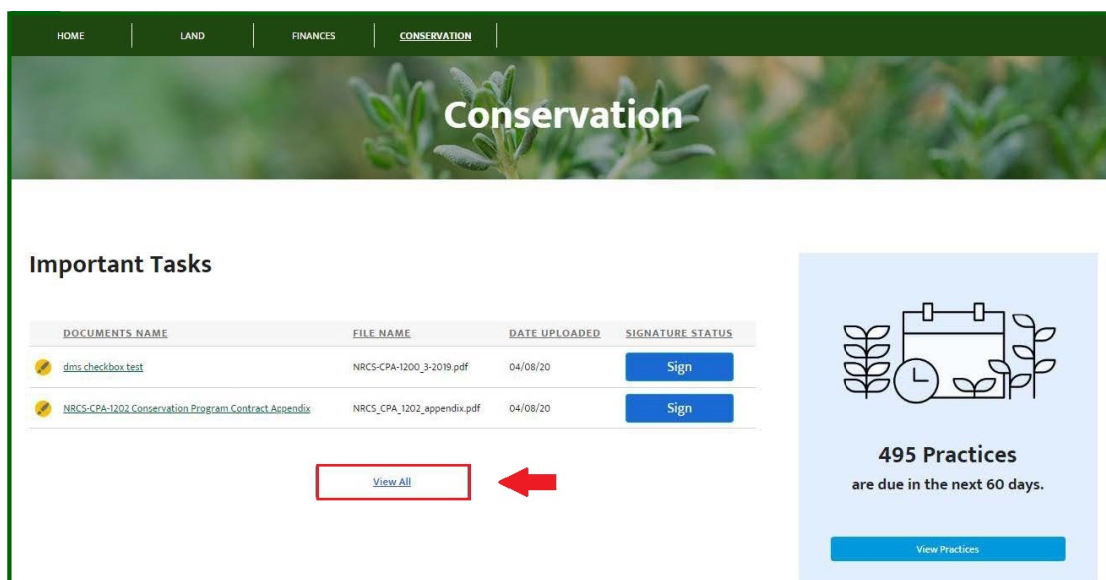 HOME LAND FINANCES CONSERVATION
Conservation
Important Tasks
DOCUMENTS NAME FILE NAME DATE UPLOADED SIGNATURE STATUS
dms checkbox test NRCS-CPA-1200_3-2019.pdf 04/08/20 Sign
NRCS-CPA-1202 Conservation Program Contract Appendix NRCS_CPA_1202_appendix.pdf 04/08/20 Sign
View All
495 Practices
are due in the next 60 days.
View Practices